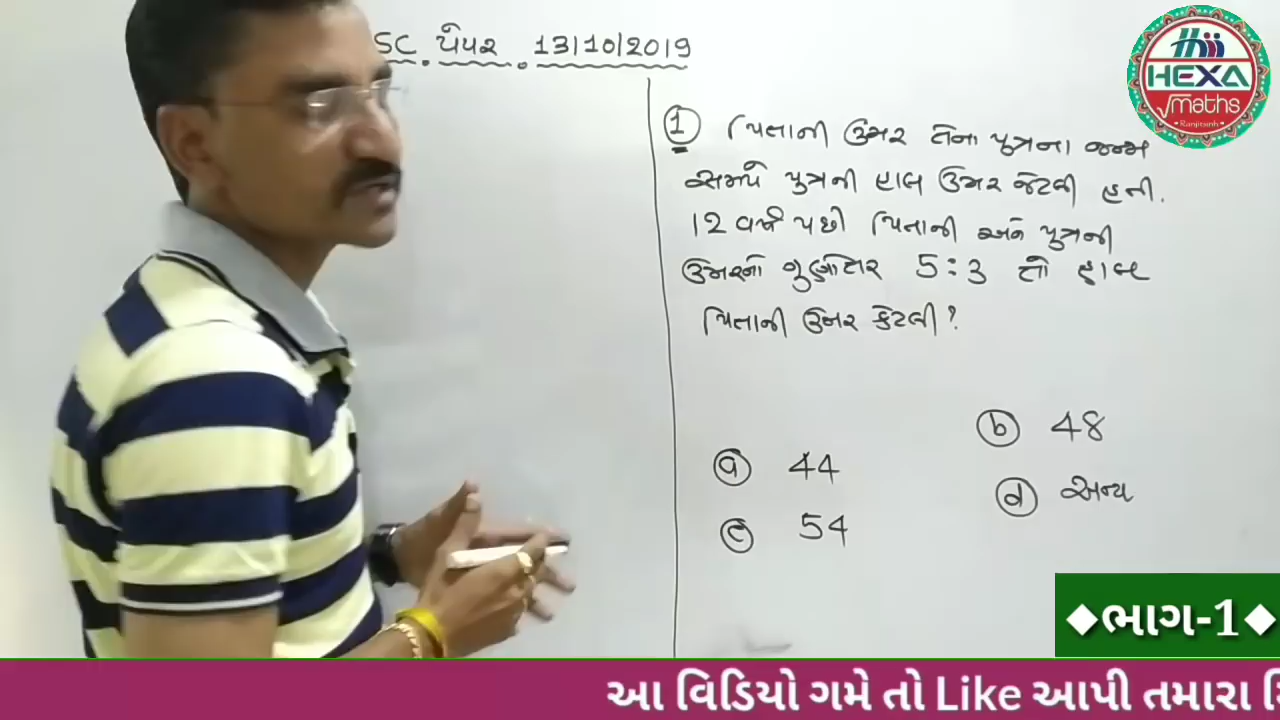 SC પેપર 13/10/2019
HEXA
√maths
Ranjitsinh
1 પિતાની ઉંમર તેના પુત્રના જન્મ
સમયે પુત્રની હાલ ઉંમર જેટલી હતી.
12 વર્ષ પછી પિતાની અને પુત્રની
ઉંમરનો ગુણોત્તર 5:3 તો હાલ
પિતાની ઉંમર કેટલી?
a 44
b 48
c 54
d અન્ય
◆ભાગ-1◆
આ વિડિયો ગમે તો Like આપી તમારા